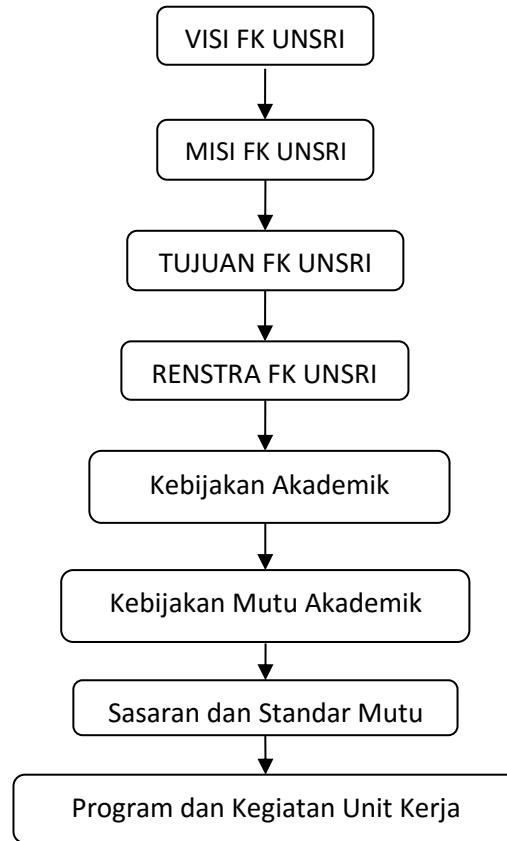 VISI FK UNSRI
MISI FK UNSRI
TUJUAN FK UNSRI
RENSTRA FK UNSRI
Kebijakan Akademik
Kebijakan Mutu Akademik
Sasaran dan Standar Mutu
Program dan Kegiatan Unit Kerja